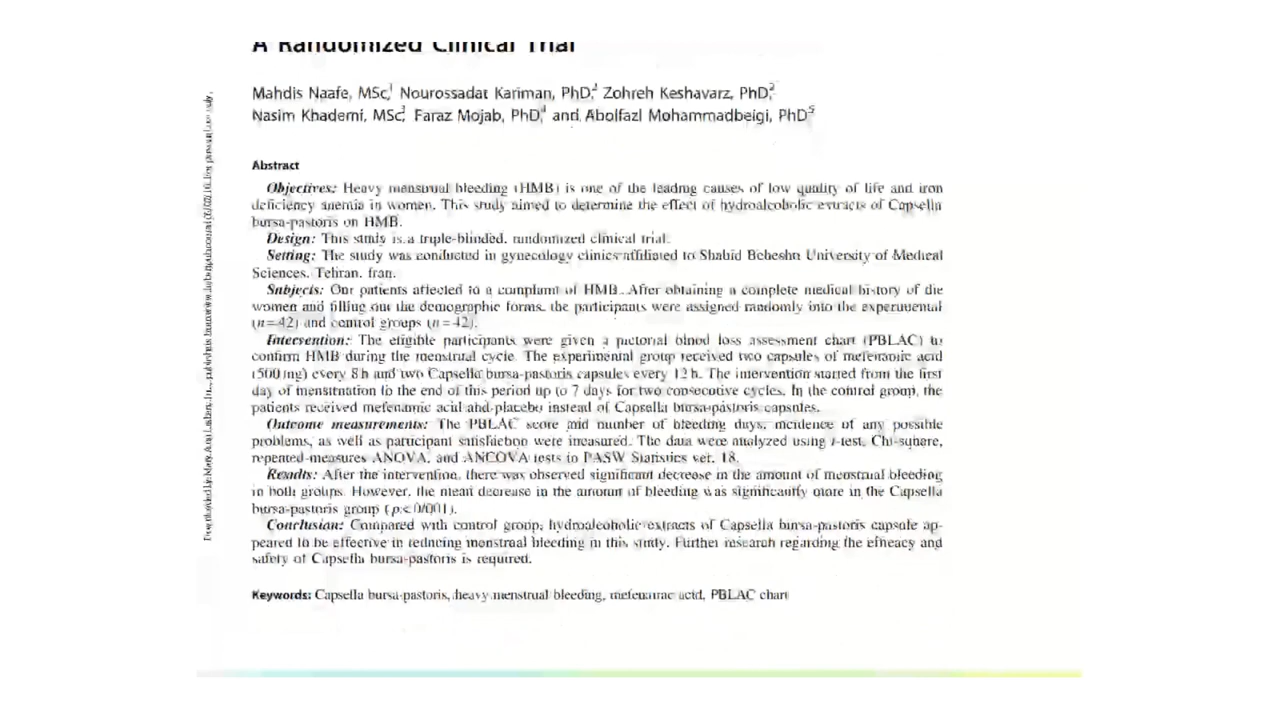 A Randomized Clinical Trial
Mahdis Naafe, MSc,1 Nourossadat Kariman, PhD,2 Zohreh Keshavarz, PhD,2
Nasim Khademi, MSc,3 Faraz Mojab, PhD,4 and Abolfazl Mohammadbeigi, PhD5
Abstract
Objectives: Heavy menstrual bleeding (HMB) is one of the leading causes of low quality of life and iron
deficiency anemia in women. This study aimed to determine the effect of hydroalcoholic extracts of Capsella
bursa-pastoris on HMB.
Design: This study is a triple-blinded, randomized clinical trial.
Setting: The study was conducted in gynecology clinics affiliated to Shahid Beheshti University of Medical
Sciences, Tehran, Iran.
Subjects: Our patients affected to a complaint of HMB. After obtaining a complete medical history of the
women and filling out the demographic forms, the participants were assigned randomly into the experimental
(n=42) and control groups (n=42).
Intervention: The eligible participants were given a pictorial blood loss assessment chart (PBLAC) to
confirm HMB during the menstrual cycle. The experimental group received two capsules of mefenamic acid
(500 mg) every 8 h and two Capsella bursa-pastoris capsules every 12 h. The intervention started from the first
day of menstruation to the end of this period up to 7 days for two consecutive cycles. In the control group, the
patients received mefenamic acid and placebo instead of Capsella bursa-pastoris capsules.
Outcome measurements: The PBLAC score and number of bleeding days, incidence of any possible
problems, as well as participant satisfaction were measured. The data were analyzed using t-test, Chi-square,
repeated-measures ANOVA, and ANCOVA tests in PASW Statistics ver. 18.
Results: After the intervention, there was observed significant decrease in the amount of menstrual bleeding
in both groups. However, the mean decrease in the amount of bleeding was significantly more in the Capsella
bursa-pastoris group (p<0/001).
Conclusion: Compared with control group, hydroalcoholic extracts of Capsella bursa-pastoris capsule ap-
peared to be effective in reducing menstrual bleeding in this study. Further research regarding the efficacy and
safety of Capsella bursa-pastoris is required.
Keywords: Capsella bursa-pastoris, heavy menstrual bleeding, mefenamic acid, PBLAC chart